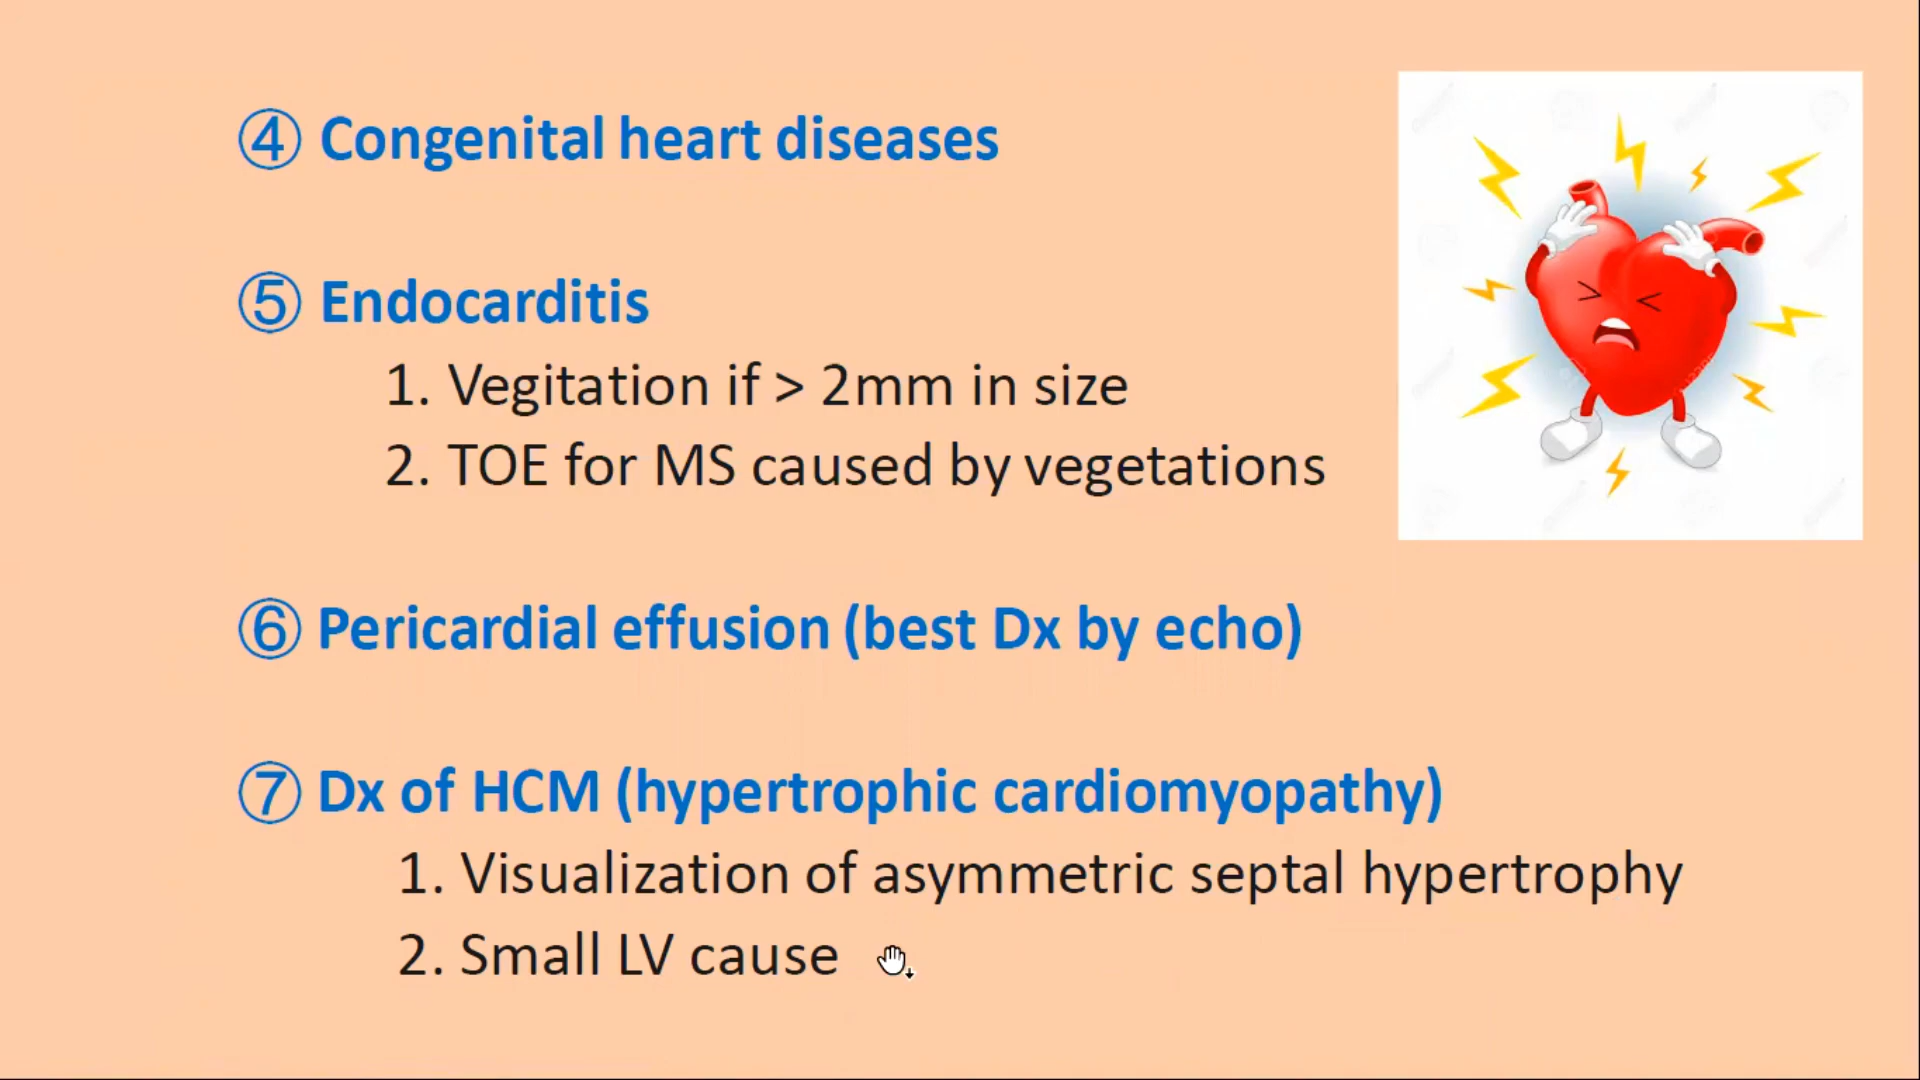 ④ Congenital heart diseases
⑤ Endocarditis
1. Vegitation if > 2mm in size
2. TOE for MS caused by vegetations
⑥ Pericardial effusion (best Dx by echo)
⑦ Dx of HCM (hypertrophic cardiomyopathy)
1. Visualization of asymmetric septal hypertrophy
2. Small LV cause